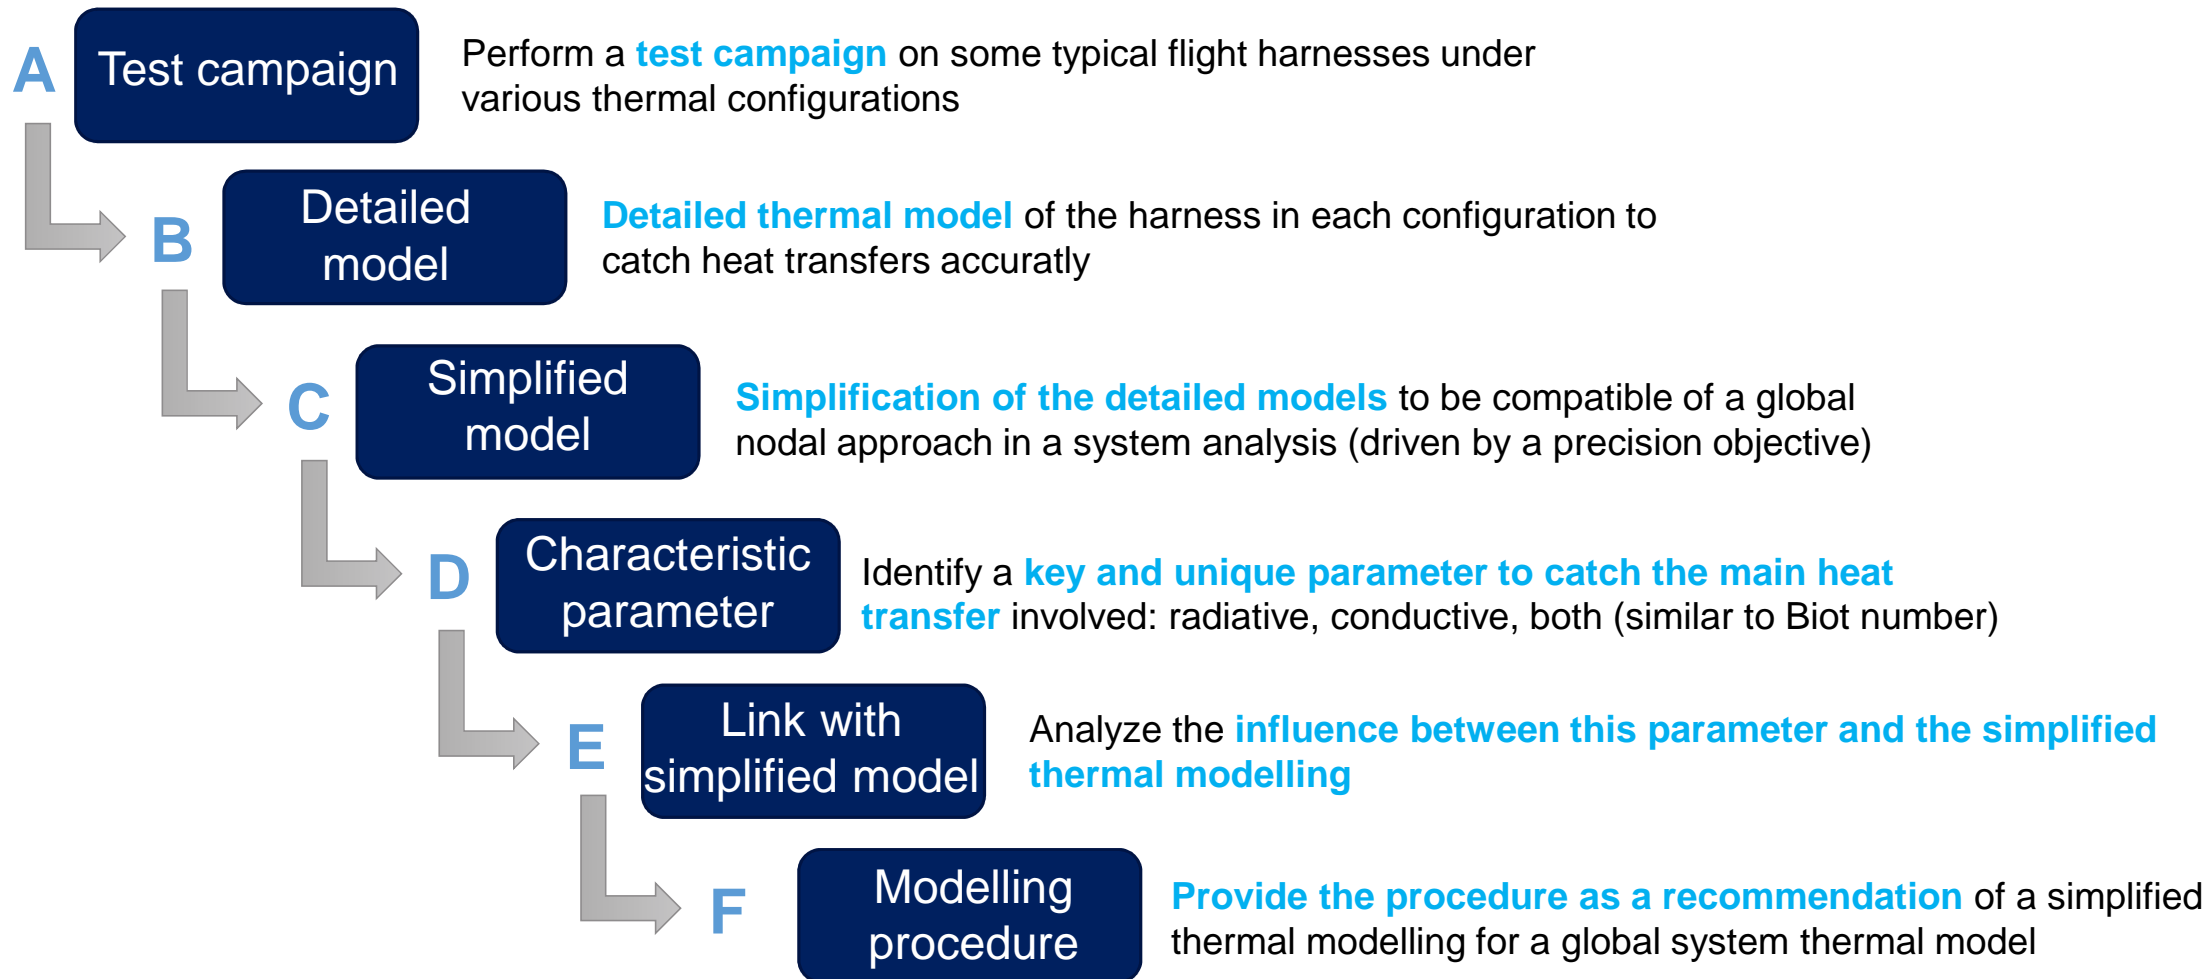 A
Test campaign
Perform a test campaign on some typical flight harnesses under
various thermal configurations
B
Detailed
model
Detailed thermal model of the harness in each configuration to
catch heat transfers accuratly
C
Simplified
model
Simplification of the detailed models to be compatible of a global
nodal approach in a system analysis (driven by a precision objective)
D
Characteristic
parameter
Identify a key and unique parameter to catch the main heat
transfer involved: radiative, conductive, both (similar to Biot number)
E
Link with
simplified model
Analyze the influence between this parameter and the simplified
thermal modelling
F
Modelling
procedure
Provide the procedure as a recommendation of a simplified
thermal modelling for a global system thermal model